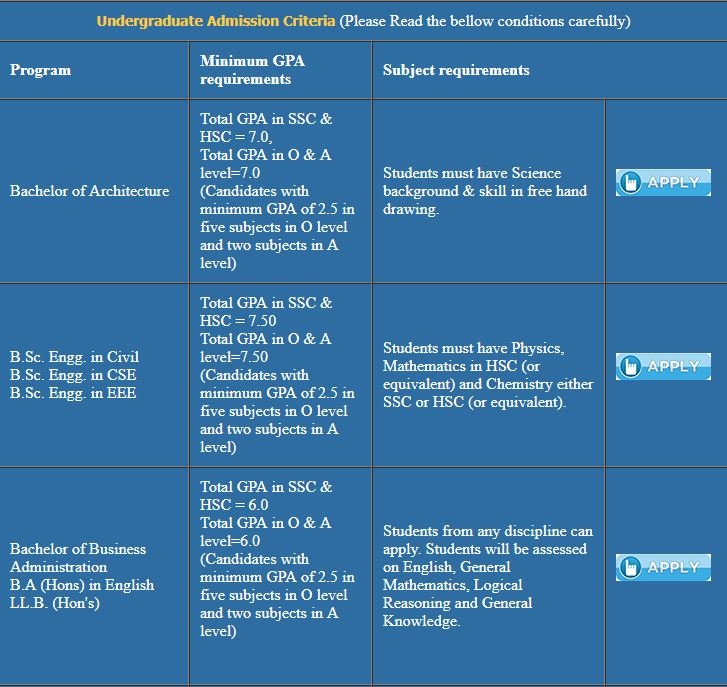 Undergraduate Admission Criteria (Please Read the bellow conditions carefully)
Program
Minimum GPA
requirements
Subject requirements
Bachelor of Architecture
Total GPA in SSC &
HSC = 7.0,
Total GPA in O & A
level=7.0
(Candidates with
minimum GPA of 2.5 in
five subjects in O level
and two subjects in A
level)
Students must have Science
background & skill in free hand
drawing.
APPLY
B.Sc. Engg. in Civil
B.Sc. Engg. in CSE
B.Sc. Engg. in EEE
Total GPA in SSC &
HSC = 7.50
Total GPA in O & A
level=7.50
(Candidates with
minimum GPA of 2.5 in
five subjects in O level
and two subjects in A
level)
Students must have Physics,
Mathematics in HSC (or
equivalent) and Chemistry either
SSC or HSC (or equivalent).
APPLY
Bachelor of Business
Administration
B.A (Hons) in English
LL.B. (Hon's)
Total GPA in SSC &
HSC = 6.0
Total GPA in O & A
level=6.0
(Candidates with
minimum GPA of 2.5 in
five subjects in O level
and two subjects in A
level)
Students from any discipline can
apply. Students will be assessed
on English, General
Mathematics, Logical
Reasoning and General
Knowledge.
APPLY